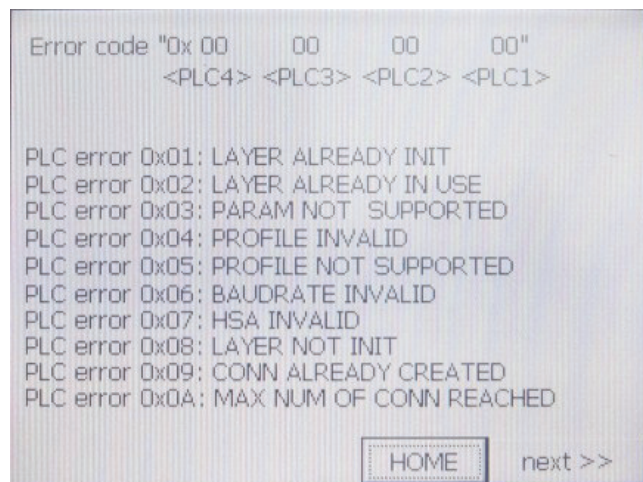 Error code "0x 00 00 00 00"
<PLC4> <PLC3> <PLC2> <PLC1>
PLC error 0x01: LAYER ALREADY INIT
PLC error 0x02: LAYER ALREADY IN USE
PLC error 0x03: PARAM NOT SUPPORTED
PLC error 0x04: PROFILE INVALID
PLC error 0x05: PROFILE NOT SUPPORTED
PLC error 0x06: BAUDRATE INVALID
PLC error 0x07: HSA INVALID
PLC error 0x08: LAYER NOT INIT
PLC error 0x09: CONN ALREADY CREATED
PLC error 0x0A: MAX NUM OF CONN REACHED
HOME next >>